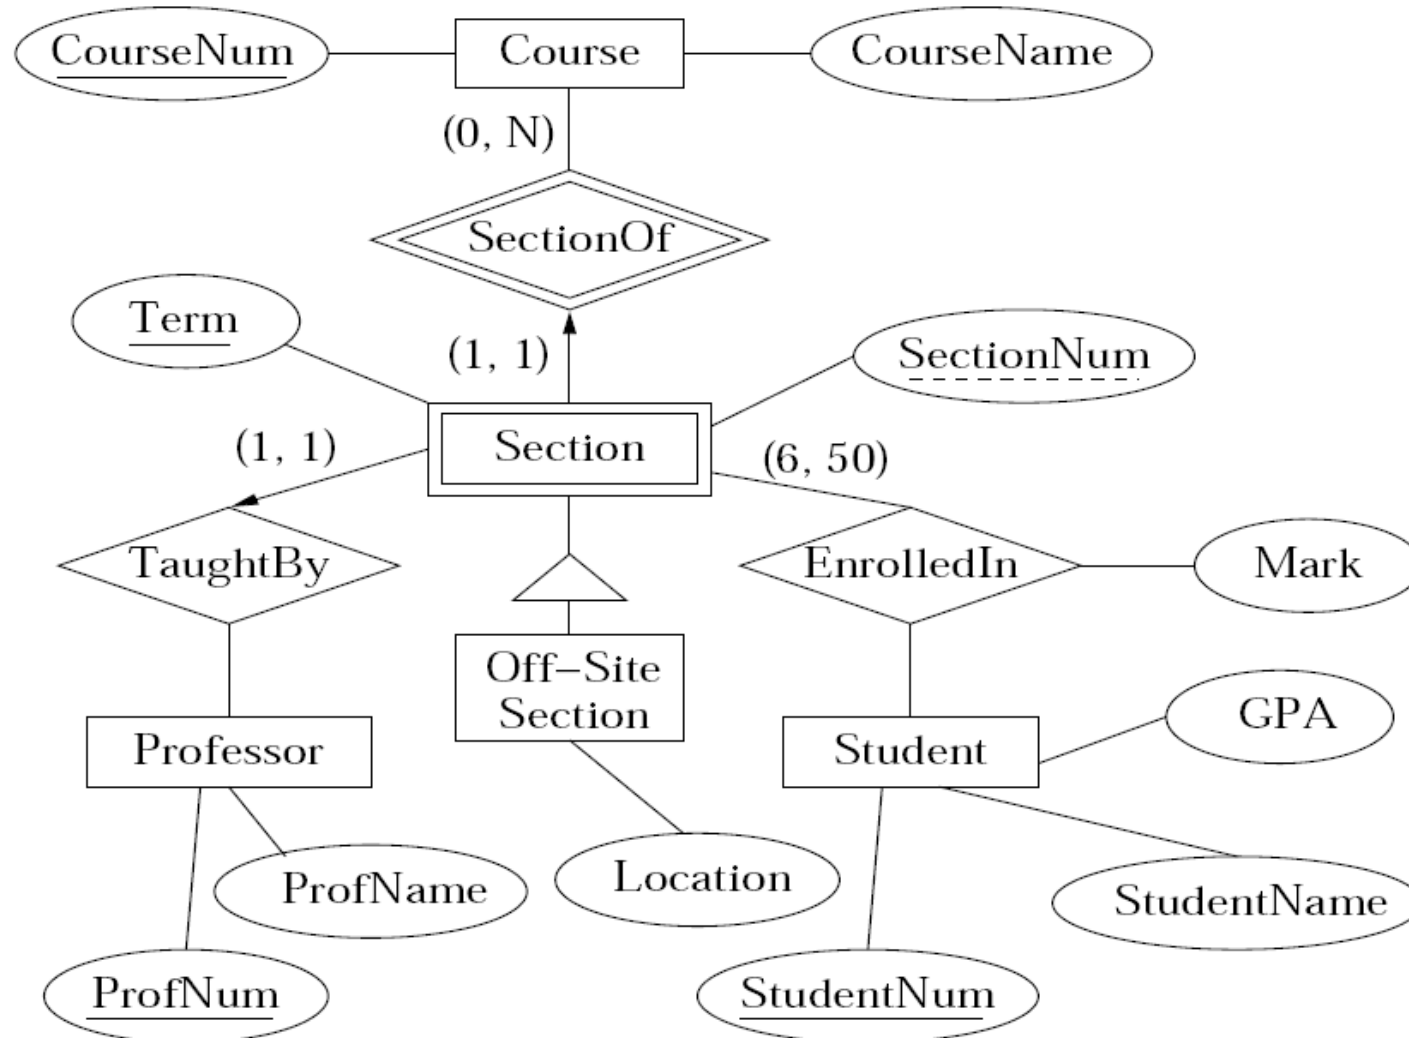 CourseNum
Course
CourseName
(0, N)
SectionOf
Term
(1, 1)
SectionNum
(1, 1)
Section
(6, 50)
TaughtBy
EnrolledIn
Mark
Off–Site
Section
GPA
Professor
Student
ProfName
Location
StudentName
ProfNum
StudentNum